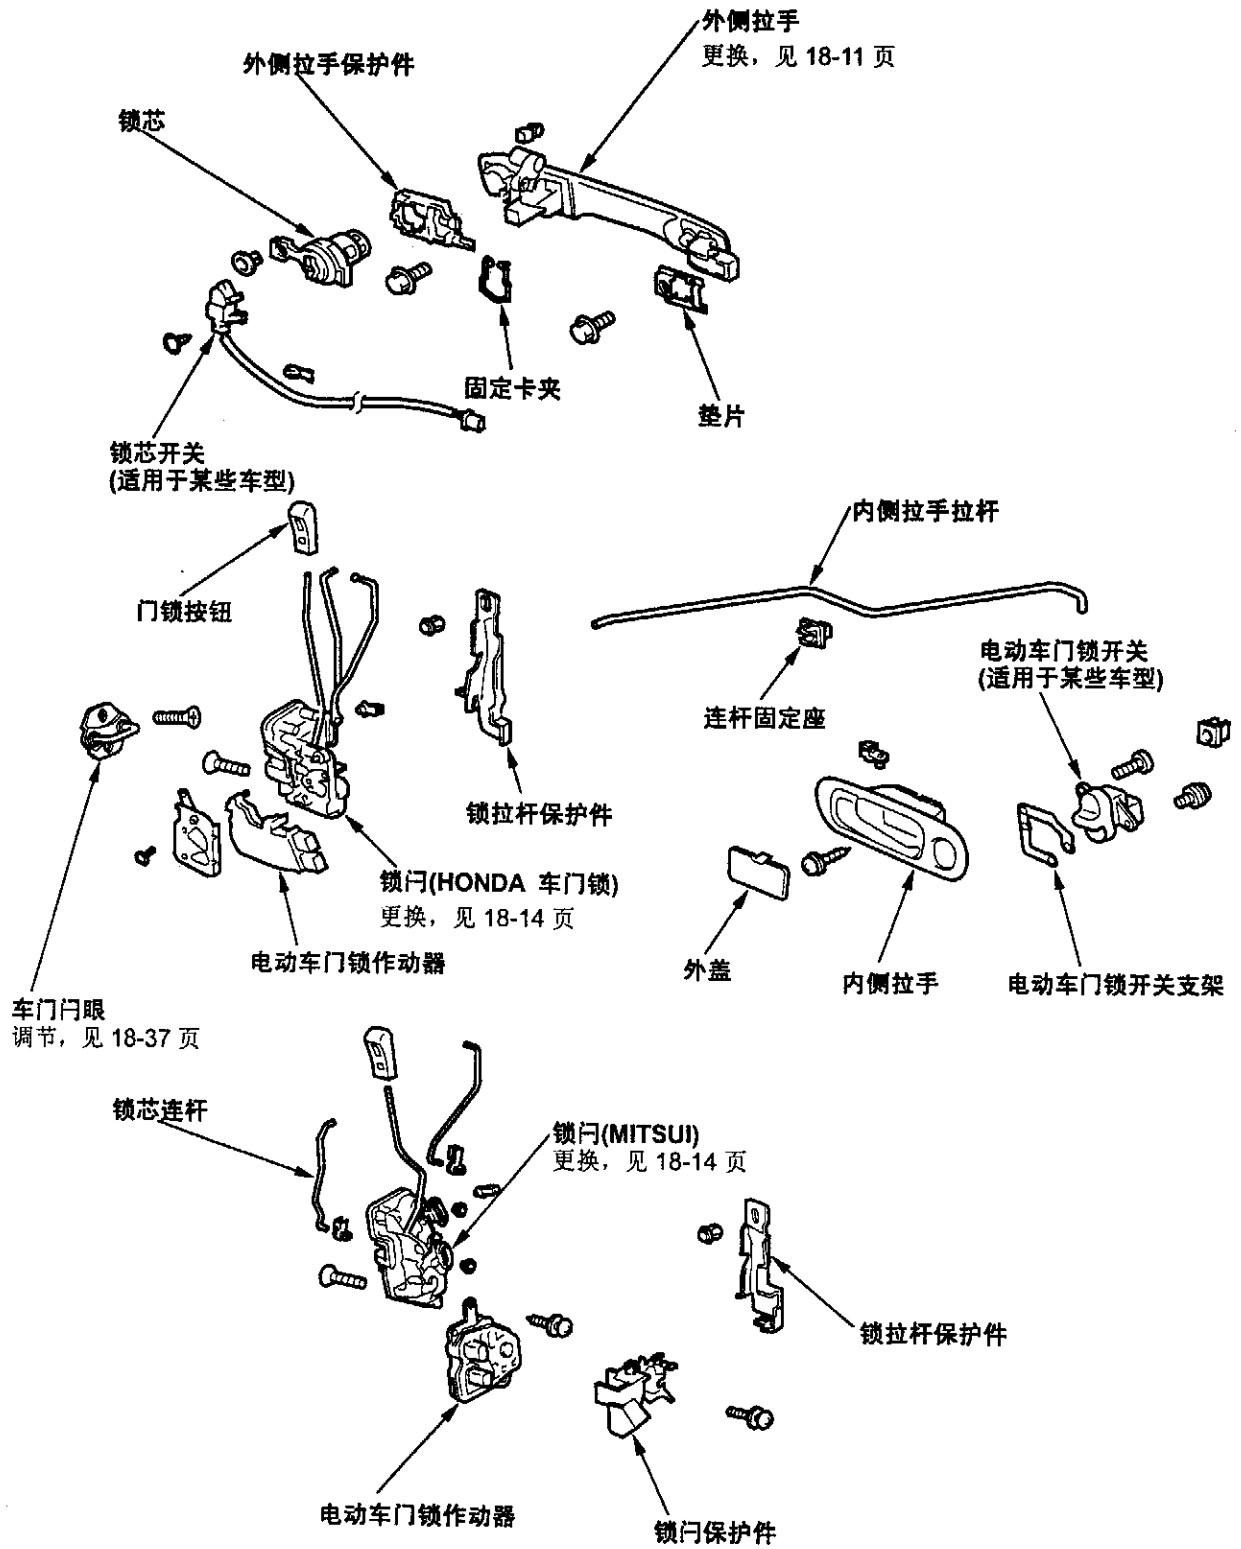 外侧拉手
更换，见 18-11 页
外侧拉手保护件
锁芯
固定卡夹
垫片
锁芯开关
(适用于某些车型)
内侧拉手拉杆
门锁按钮
电动车门锁开关
(适用于某些车型)
连杆固定座
锁拉杆保护件
锁闩(HONDA 车门锁)
更换，见 18-14 页
电动车门锁作动器
外盖
内侧拉手
电动车门锁开关支架
车门闩眼
调节，见 18-37 页
锁芯连杆
锁闩(MITSUI)
更换，见 18-14 页
锁拉杆保护件
电动车门锁作动器
锁闩保护件